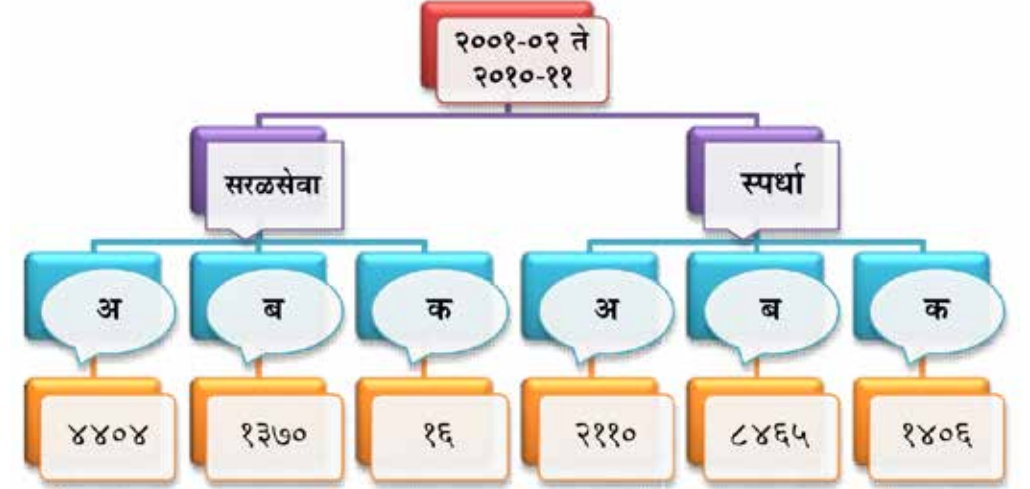 २००१-०२ ते
२०१०-११
सरळसेवा
स्पर्धा
अ
ब
क
अ
ब
क
४४०४
१३७०
१६
२११०
८४६५
१४०६